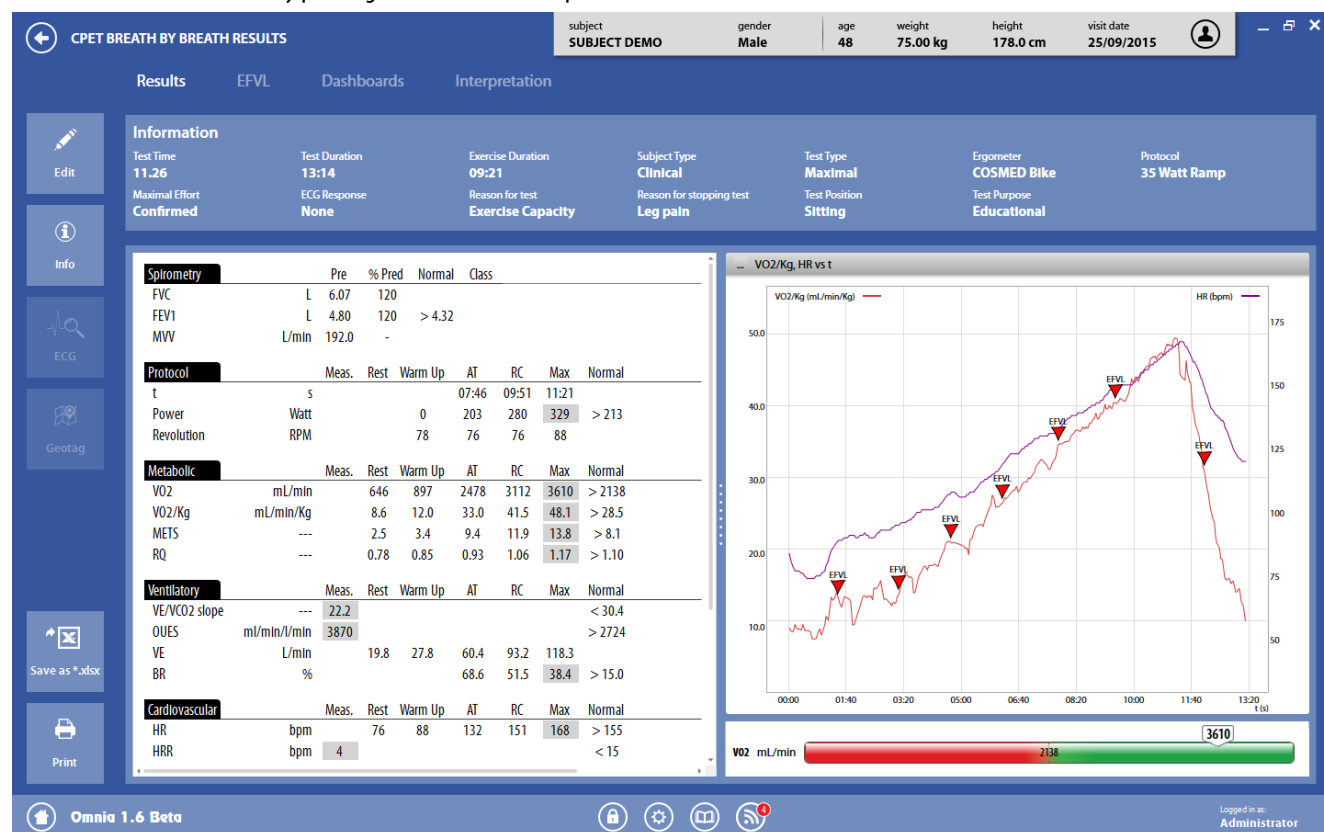 CPET BREATH BY BREATH RESULTS
subject gender age weight height visit date
SUBJECT DEMO Male 48 75.00 kg 178.0 cm 25/09/2015
Results EFVL Dashboards Interpretation
Edit
Info
ECG
Geotag
Save as *.xlsx
Print
Information
Test Time Test Duration Exercise Duration Subject Type Test Type Ergometer Protocol
11.26 13:14 09:21 Clinical Maximal COSMED Bike 35 Watt Ramp
Maximal Effort ECG Response Reason for test Reason for stopping test Test Position Test Purpose
Confirmed None Exercise Capacity Leg pain Sitting Educational
Spirometry Pre % Pred Normal Class
FVC L 6.07 120
FEV1 L 4.80 120 > 4.32
MVV L/min 192.0 -
Protocol Meas. Rest Warm Up AT RC Max Normal
t s 07:46 09:51 11:21
Power Watt 0 203 280 329 > 213
Revolution RPM 78 76 76 88
Metabolic Meas. Rest Warm Up AT RC Max Normal
VO2 mL/min 646 897 2478 3112 3610 > 2138
VO2/Kg mL/min/Kg 8.6 12.0 33.0 41.5 48.1 > 28.5
METS --- 2.5 3.4 9.4 11.9 13.8 > 8.1
RQ --- 0.78 0.85 0.93 1.06 1.17 > 1.10
Ventilatory Meas. Rest Warm Up AT RC Max Normal
VE/VCO2 slope --- 22.2 < 30.4
OUES ml/min/l/min 3870 > 2724
VE L/min 19.8 27.8 60.4 93.2 118.3
BR % 68.6 51.5 38.4 > 15.0
Cardiovascular Meas. Rest Warm Up AT RC Max Normal
HR bpm 76 88 132 151 168 > 155
HRR bpm 4 < 15
... VO2/Kg, HR vs t
VO2/Kg (mL/min/Kg) HR (bpm)
50.0
40.0
30.0
20.0
10.0
175
150
125
100
75
50
EFVL
EFVL
EFVL
EFVL
EFVL
EFVL
EFVL
00:00 01:40 03:20 05:00 06:40 08:20 10:00 11:40 13:20
t (s)
3610
VO2 mL/min 2138
Omnia 1.6 Beta
4
Logged in as:
Administrator